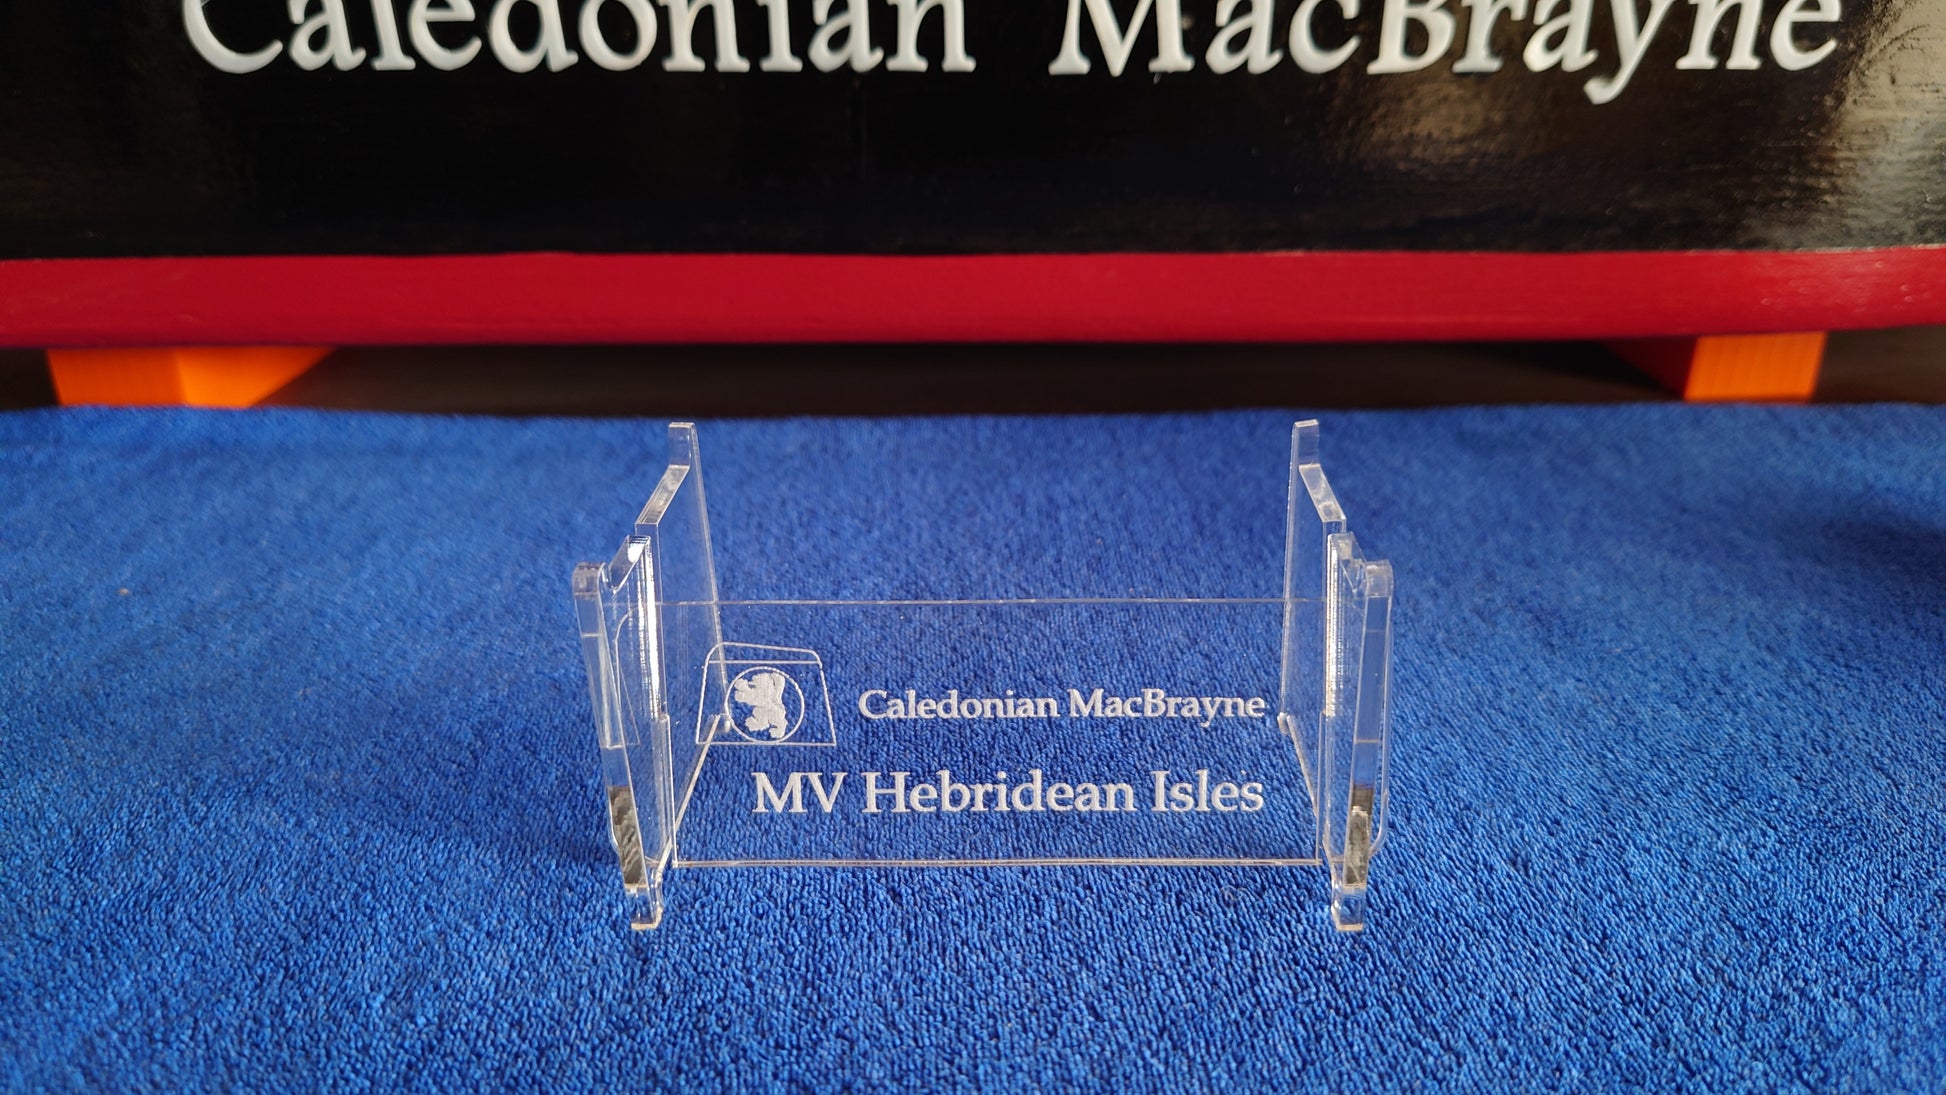 Caledonian MacBrayne
Caledonian MacBrayne
MV Hebridean Isles